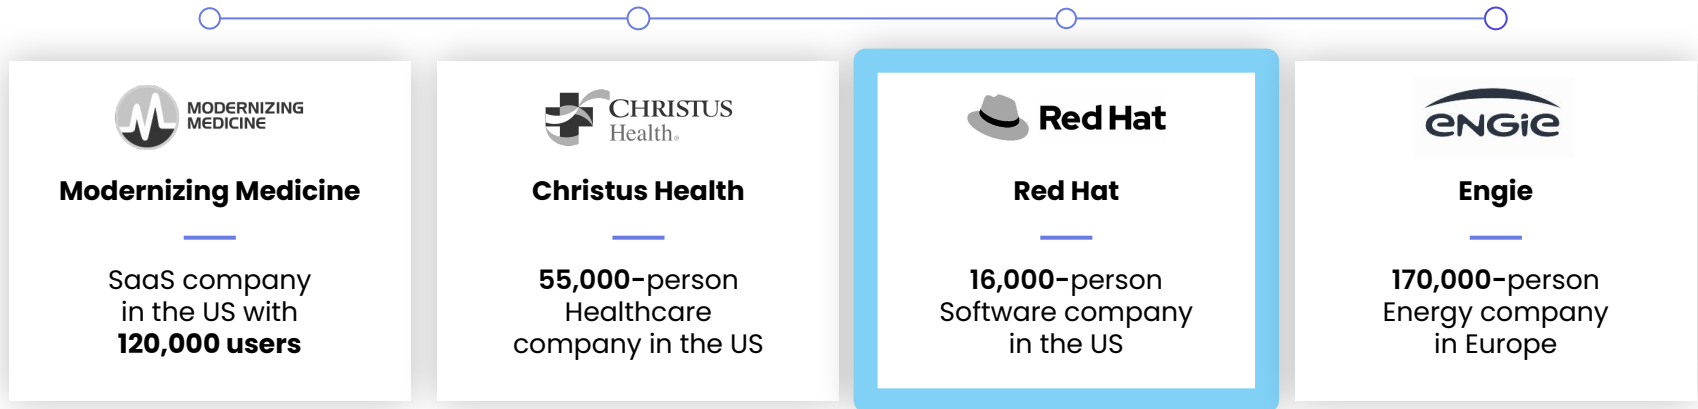 MODERNIZING
MEDICINE
Modernizing Medicine
SaaS company
in the US with
120,000 users
CHRISTUS
Health®
Christus Health
55,000-person
Healthcare
company in the US
Red Hat
Red Hat
16,000-person
Software company
in the US
ENGIE
Engie
170,000-person
Energy company
in Europe